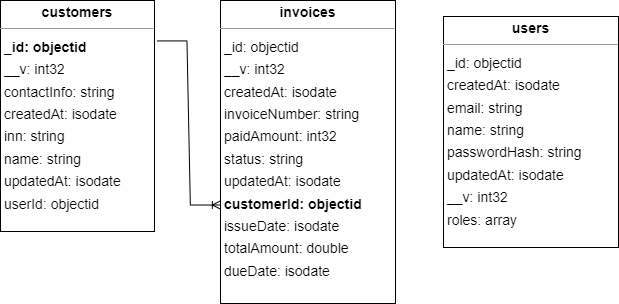 customers
_id: objectid
__v: int32
contactInfo: string
createdAt: isodate
inn: string
name: string
updatedAt: isodate
userId: objectid
invoices
_id: objectid
__v: int32
createdAt: isodate
invoiceNumber: string
paidAmount: int32
status: string
updatedAt: isodate
customerId: objectid
issueDate: isodate
totalAmount: double
dueDate: isodate
users
_id: objectid
createdAt: isodate
email: string
name: string
passwordHash: string
updatedAt: isodate
__v: int32
roles: array